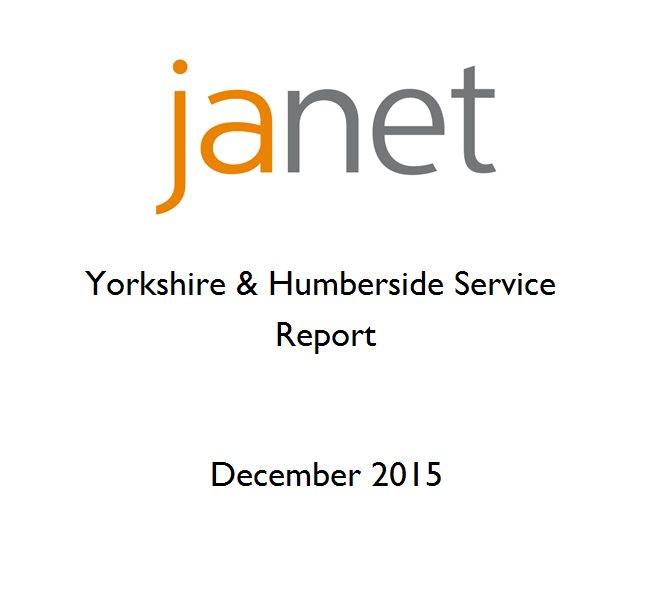 janet
Yorkshire & Humberside Service
Report
December 2015